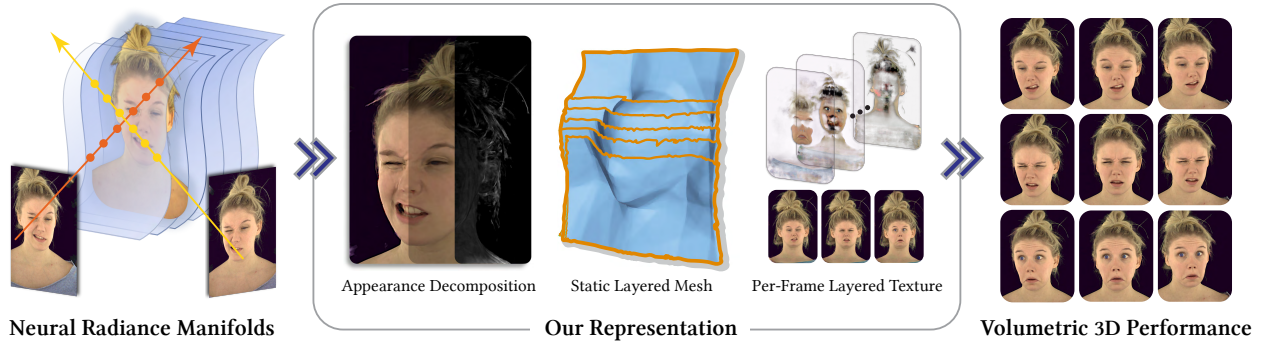 Appearance Decomposition
Static Layered Mesh
Per-Frame Layered Texture
Neural Radiance Manifolds
Our Representation
Volumetric 3D Performance